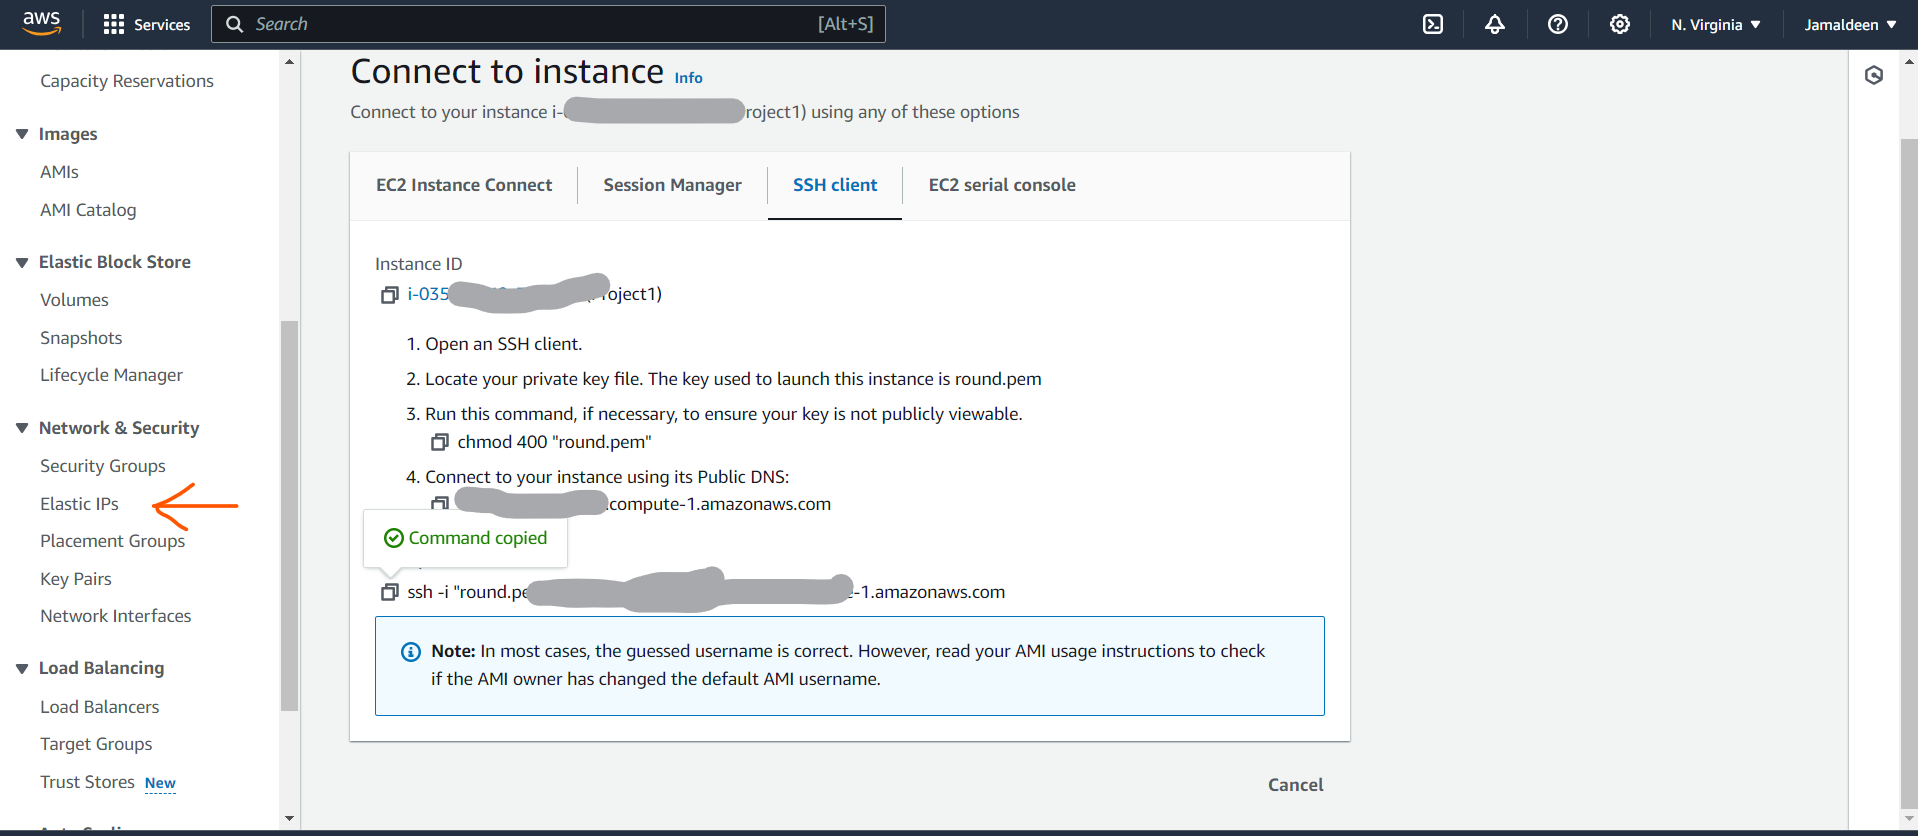 aws
Services
Search
[Alt+S]
N. Virginia
Jamaldeen
Capacity Reservations
Images
AMIs
AMI Catalog
Elastic Block Store
Volumes
Snapshots
Lifecycle Manager
Network & Security
Security Groups
Elastic IPs
Placement Groups
Key Pairs
Network Interfaces
Load Balancing
Load Balancers
Target Groups
Trust Stores New
Connect to instance Info
Connect to your instance i- roject1) using any of these options
EC2 Instance Connect
Session Manager
SSH client
EC2 serial console
Instance ID
i-035 roject1)
1. Open an SSH client.
2. Locate your private key file. The key used to launch this instance is round.pem
3. Run this command, if necessary, to ensure your key is not publicly viewable.
chmod 400 "round.pem"
4. Connect to your instance using its Public DNS:
.compute-1.amazonaws.com
Command copied
ssh -i "round.pe -1.amazonaws.com
Note: In most cases, the guessed username is correct. However, read your AMI usage instructions to check
if the AMI owner has changed the default AMI username.
Cancel